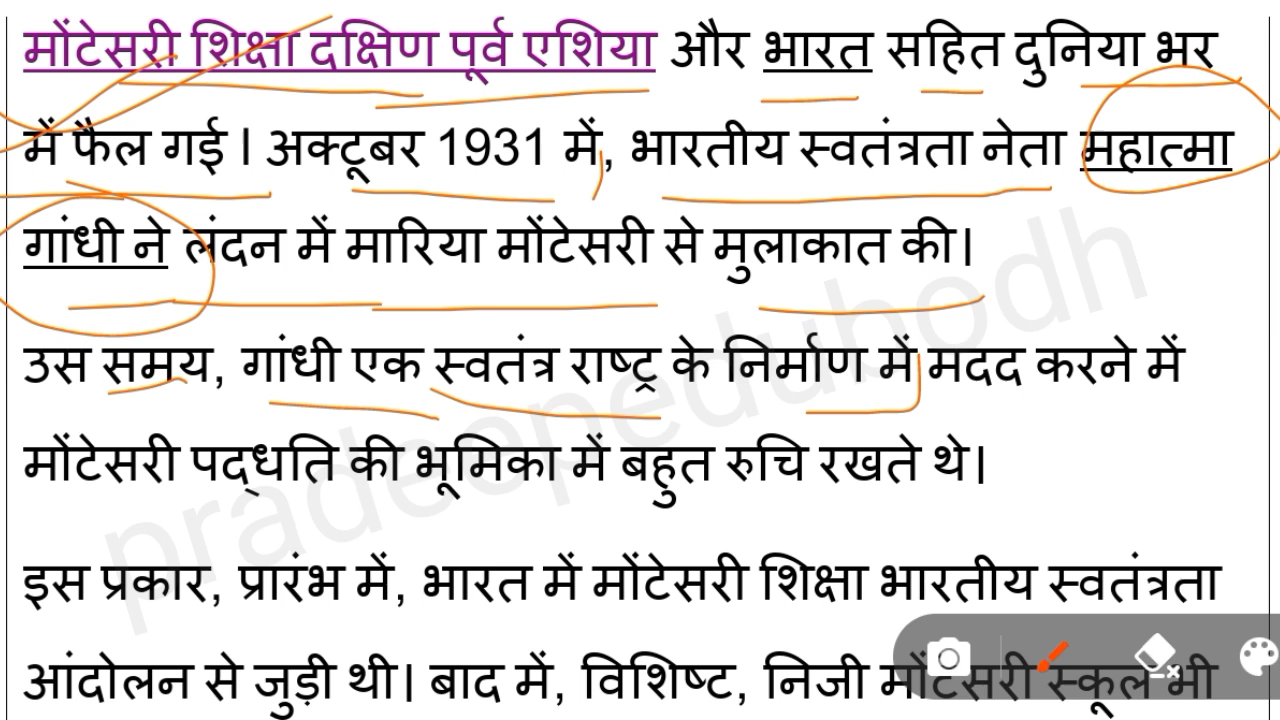 मोंटेसरी शिक्षा दक्षिण पूर्व एशिया और भारत सहित दुनिया भर
में फैल गई | अक्टूबर 1931 में, भारतीय स्वतंत्रता नेता महात्मा
गांधी ने लंदन में मारिया मोंटेसरी से मुलाकात की।
उस समय, गांधी एक स्वतंत्र राष्ट्र के निर्माण में मदद करने में
मोंटेसरी पद्धति की भूमिका में बहुत रुचि रखते थे।
इस प्रकार, प्रारंभ में, भारत में मोंटेसरी शिक्षा भारतीय स्वतंत्रता
आंदोलन से जुड़ी थी। बाद में, विशिष्ट, निजी मोंटेसरी स्कूल भी
pradeepedubodh